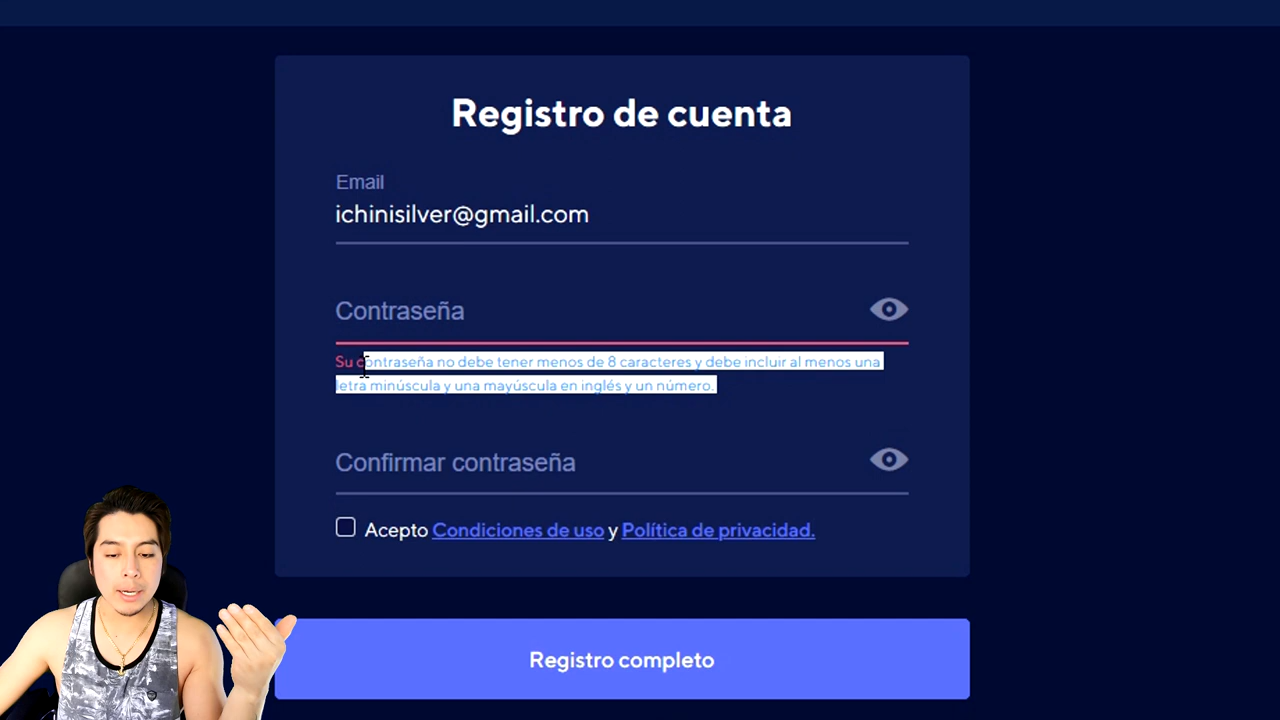 Registro de cuenta
Email
ichinisilver@gmail.com
Contraseña
Su contraseña no debe tener menos de 8 caracteres y debe incluir al menos una
letra minúscula y una mayúscula en inglés y un número.
Confirmar contraseña
Acepto Condiciones de uso y Política de privacidad.
Registro completo